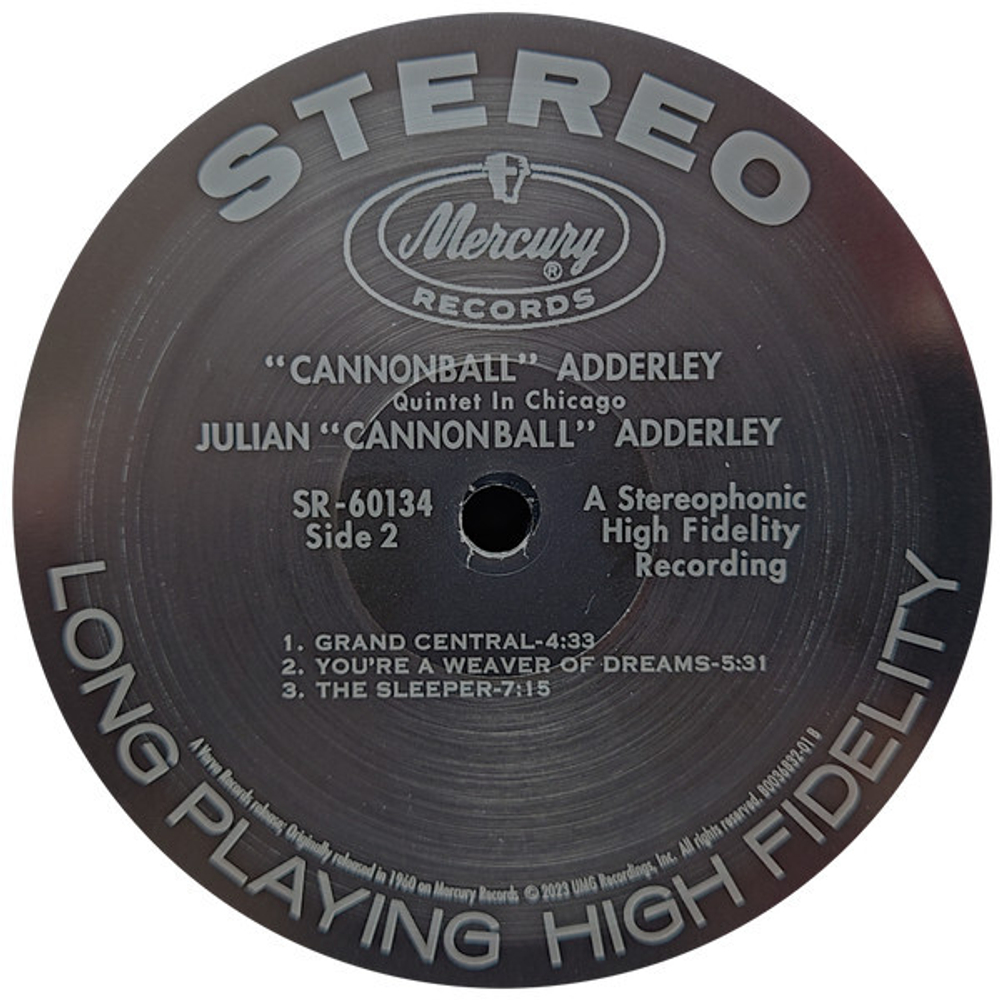 STEREO
Mercury®
RECORDS
“CANNONBALL” ADDERLEY
Quintet In Chicago
JULIAN “CANNONBALL” ADDERLEY
SR-60134
Side 2
A Stereophonic
High Fidelity
Recording
1. GRAND CENTRAL-4:33
2. YOU'RE A WEAVER OF DREAMS-5:31
3. THE SLEEPER-7:15
A Verve Records release; Originally released in 1960 on Mercury Records © 2023 UMG Recordings, Inc. All rights reserved. B0036832-01 B
LONG PLAYING HIGH FIDELITY